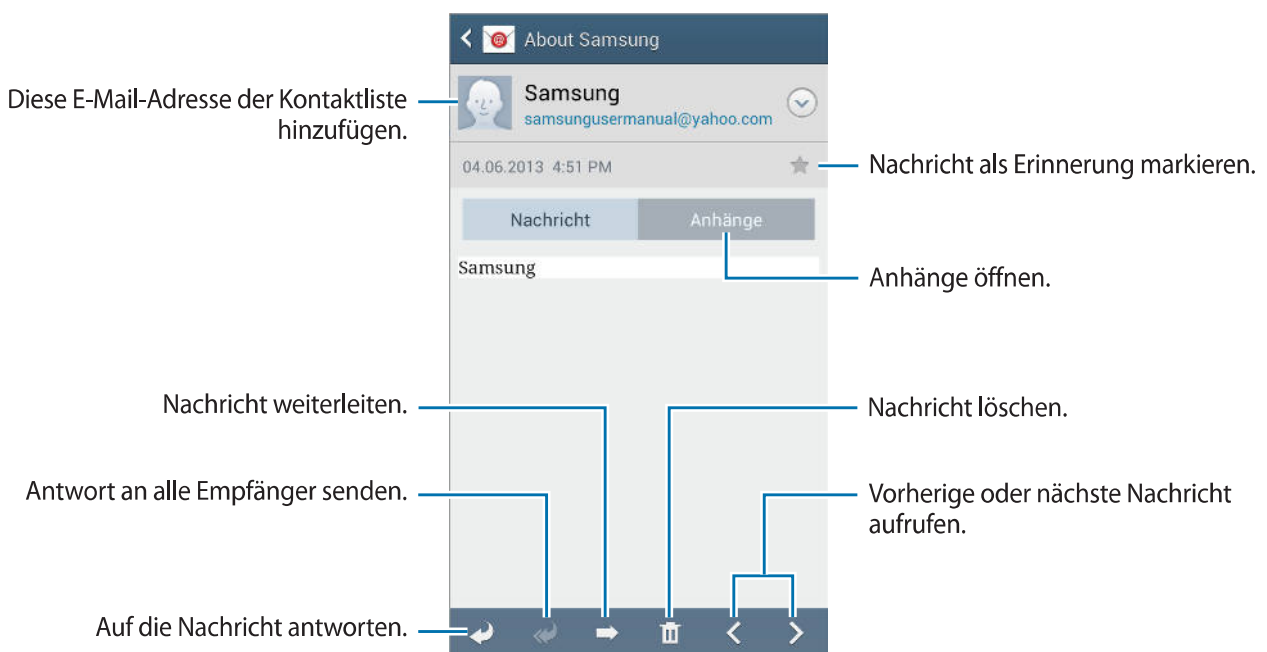 About Samsung
Diese E-Mail-Adresse der Kontaktliste
hinzufügen.
Samsung
samsungusermanual@yahoo.com
04.06.2013 4:51 PM
Nachricht als Erinnerung markieren.
Nachricht
Anhänge
Samsung
Anhänge öffnen.
Nachricht weiterleiten.
Nachricht löschen.
Antwort an alle Empfänger senden.
Vorherige oder nächste Nachricht
aufrufen.
Auf die Nachricht antworten.